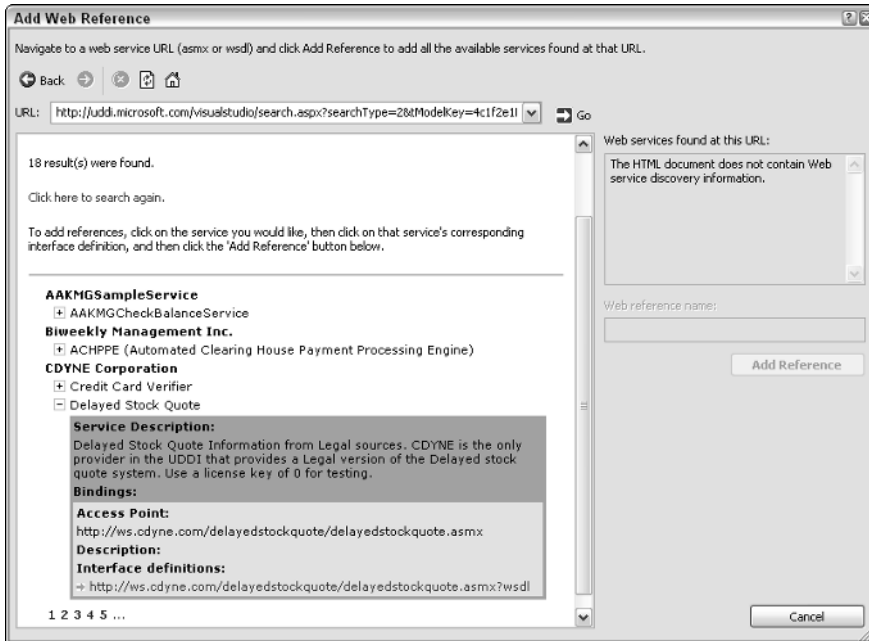 Add Web Reference
Navigate to a web service URL (asmx or wsdl) and click Add Reference to add all the available services found at that URL.
Back
URL: http://uddi.microsoft.com/visualstudio/search.aspx?searchType=2&tModelKey=4c1f2e1 Go
18 result(s) were found.
Click here to search again.
To add references, click on the service you would like, then click on that service's corresponding
interface definition, and then click the 'Add Reference' button below.
AAKMGSampleService
AAKMGCheckBalanceService
Biweekly Management Inc.
ACHPPE (Automated Clearing House Payment Processing Engine)
CDYNE Corporation
Credit Card Verifier
Delayed Stock Quote
Service Description:
Delayed Stock Quote Information from Legal sources. CDYNE is the only
provider in the UDDI that provides a Legal version of the Delayed stock
quote system. Use a license key of 0 for testing.
Bindings:
Access Point:
http://ws.cdyne.com/delayedstockquote/delayedstockquote.asmx
Description:
Interface definitions:
http://ws.cdyne.com/delayedstockquote/delayedstockquote.asmx?wsdl
1 2 3 4 5 ...
Web services found at this URL:
The HTML document does not contain Web
service discovery information.
Web reference name:
Add Reference
Cancel